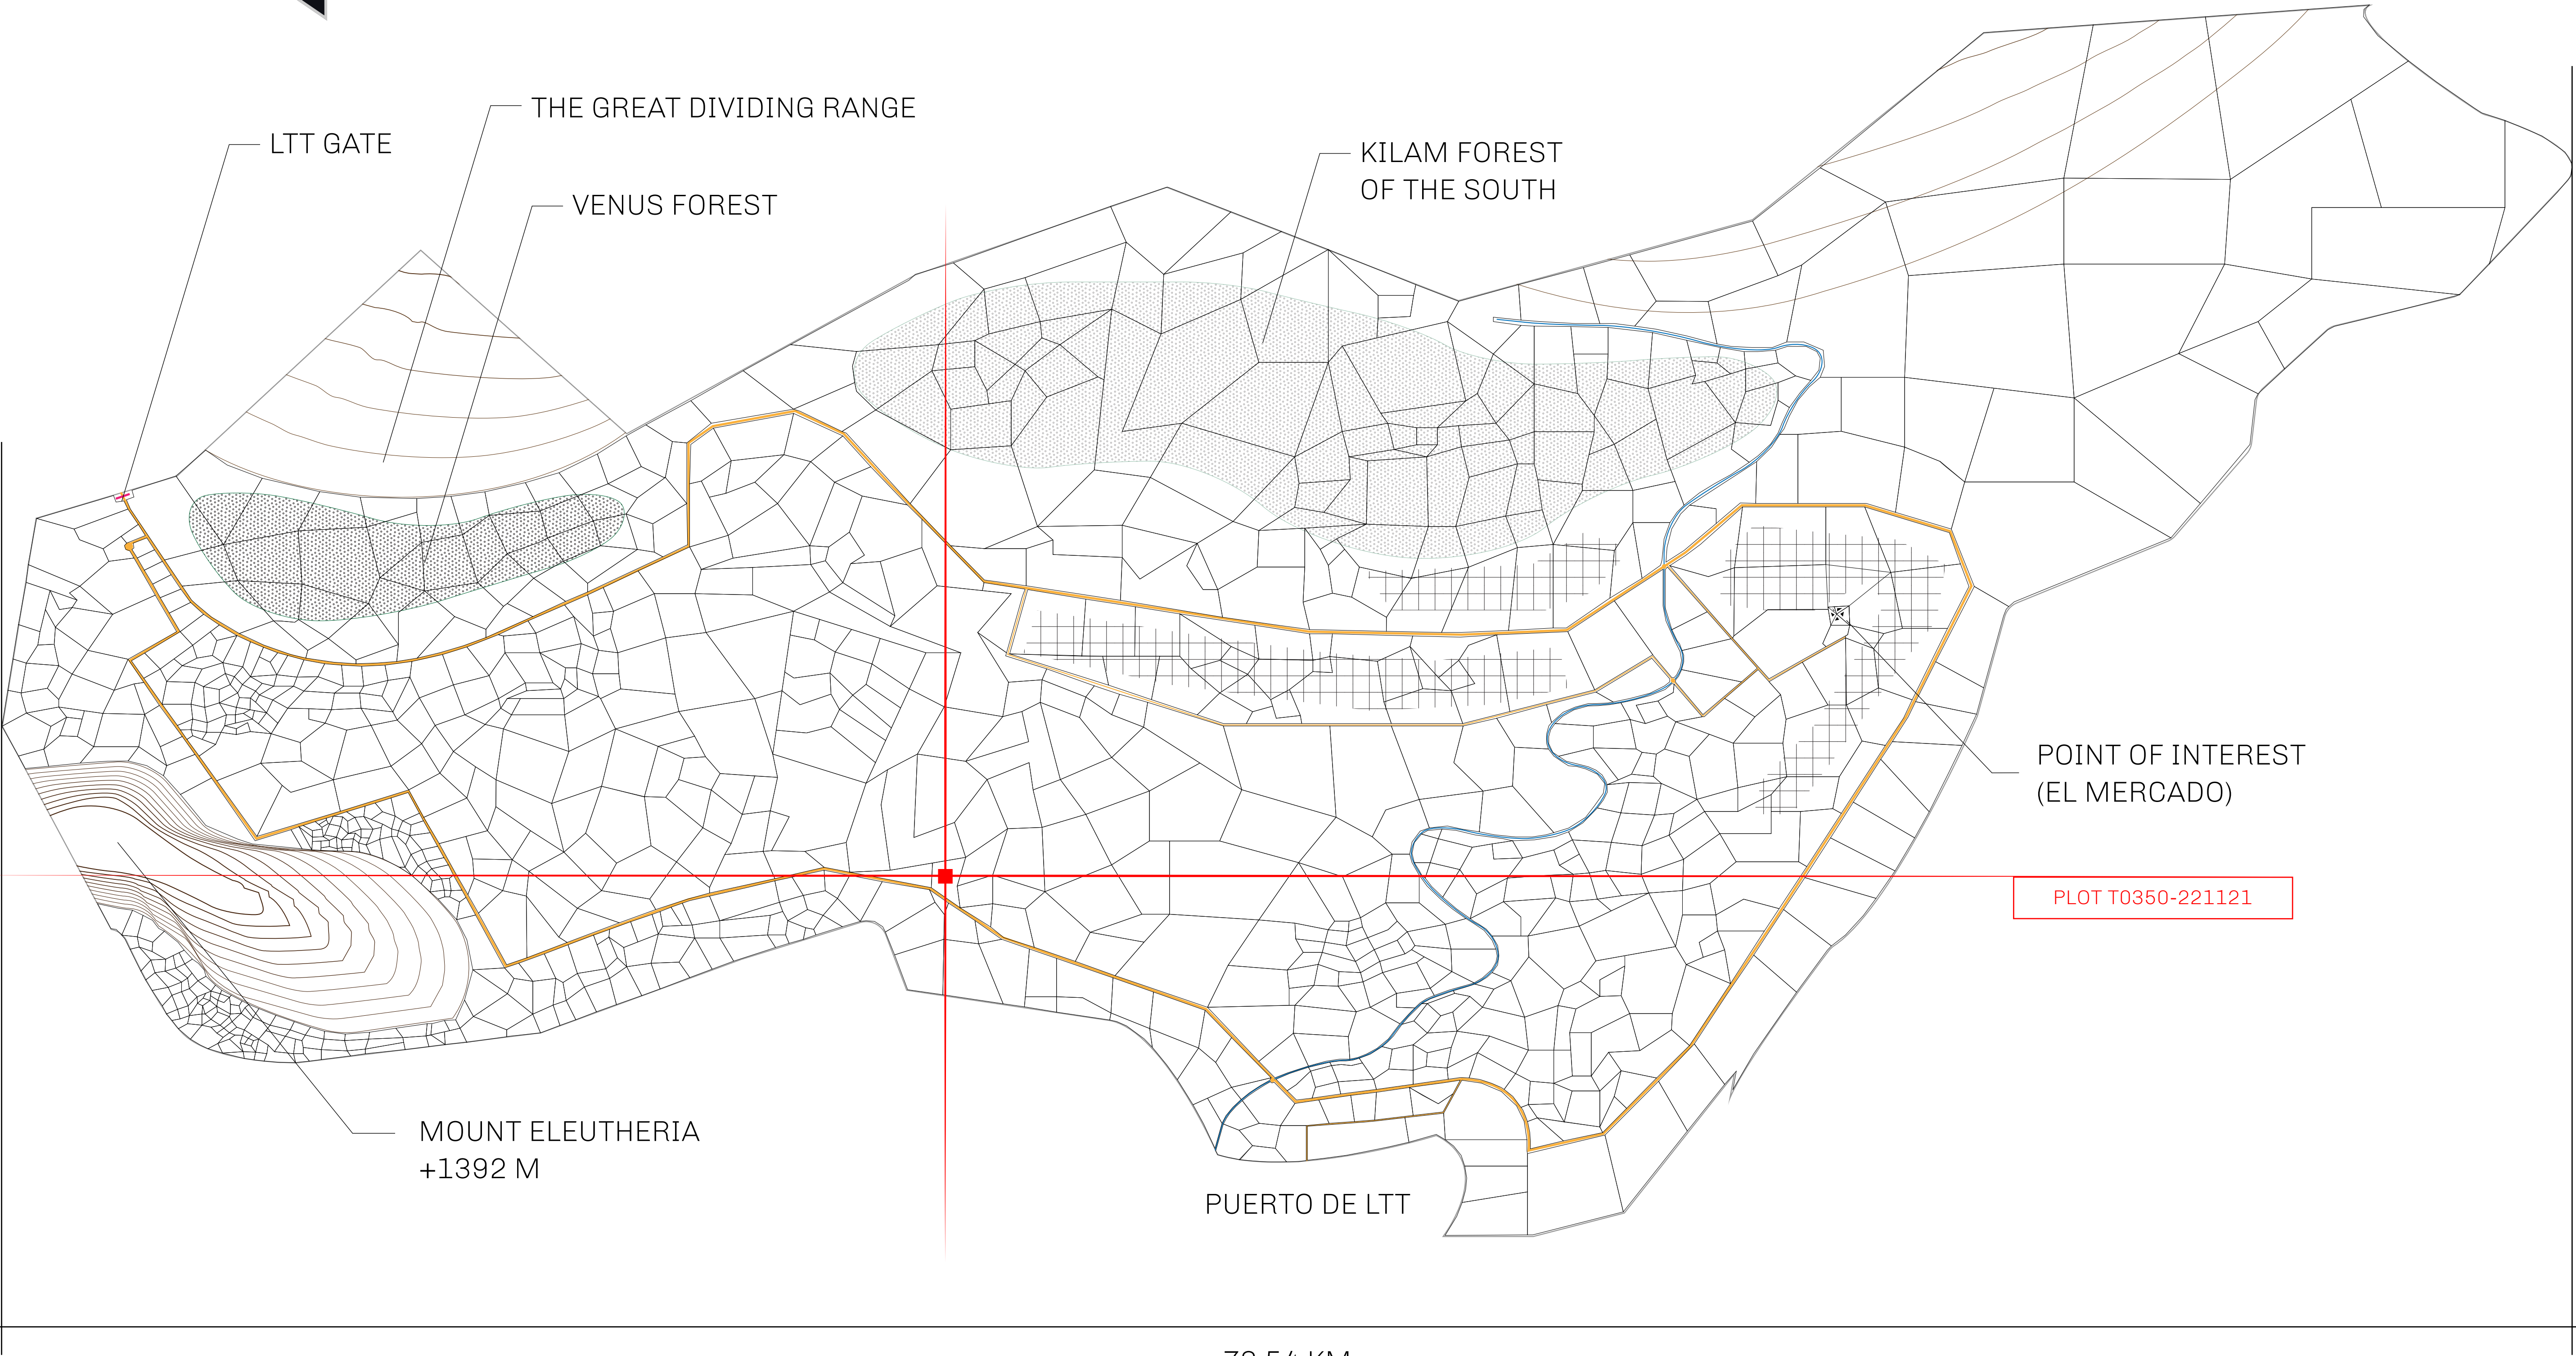 THE GREAT DIVIDING RANGE
LTT GATE
KILAM FOREST
OF THE SOUTH
VENUS FOREST
POINT OF INTEREST
(EL MERCADO)
PLOT T0350-221121
MOUNT ELEUTHERIA
+1392 M
PUERTO DE LTT
KM